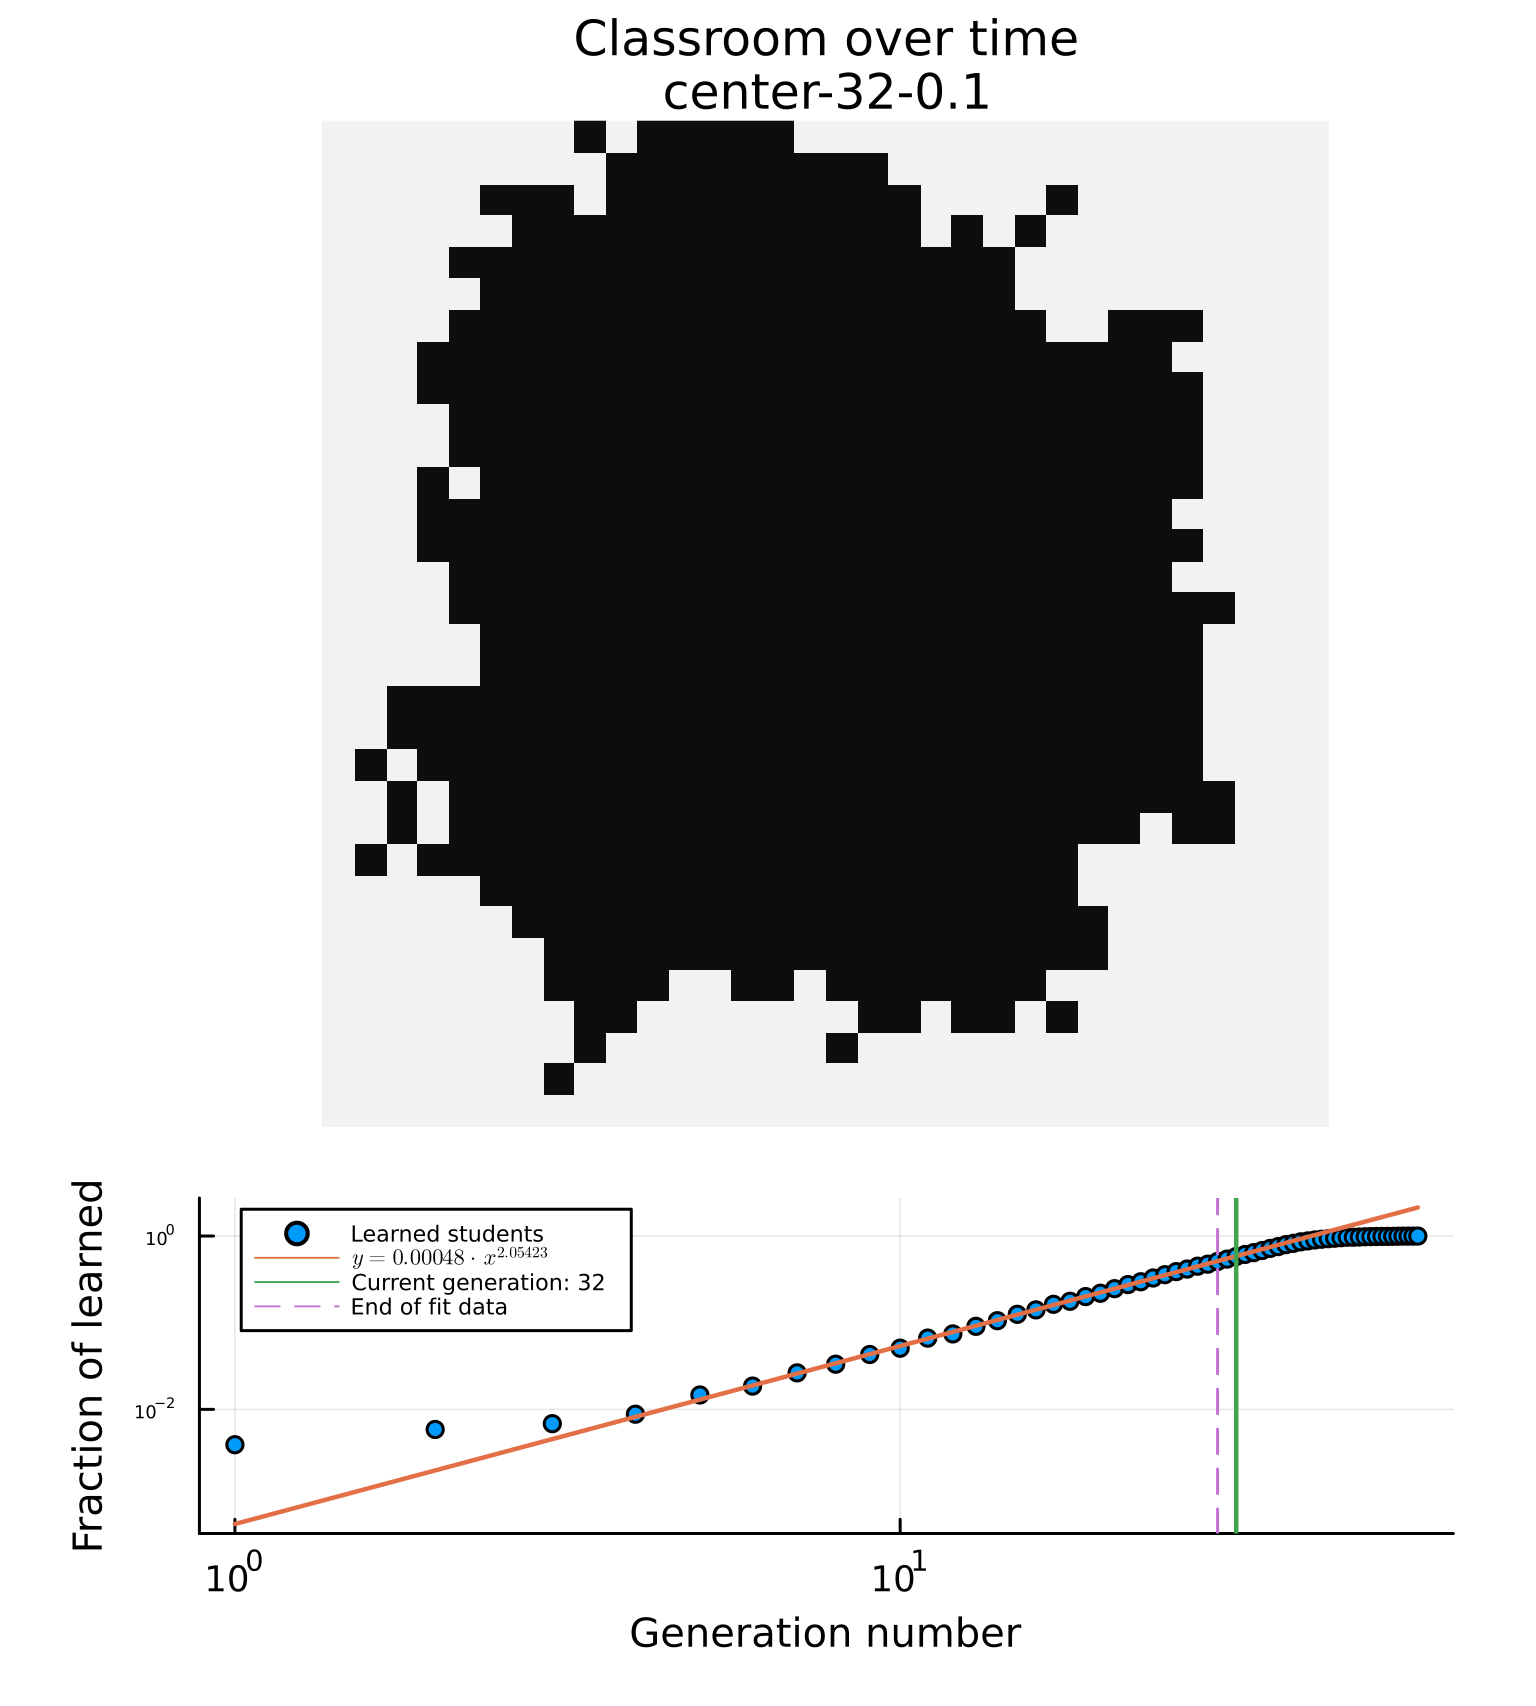 Classroom over time
center-32-0.1
Fraction of learned
10⁰
10⁻²
Learned students
y = 0.00048 · x^2.05423
Current generation: 32
End of fit data
10⁰
10¹
Generation number